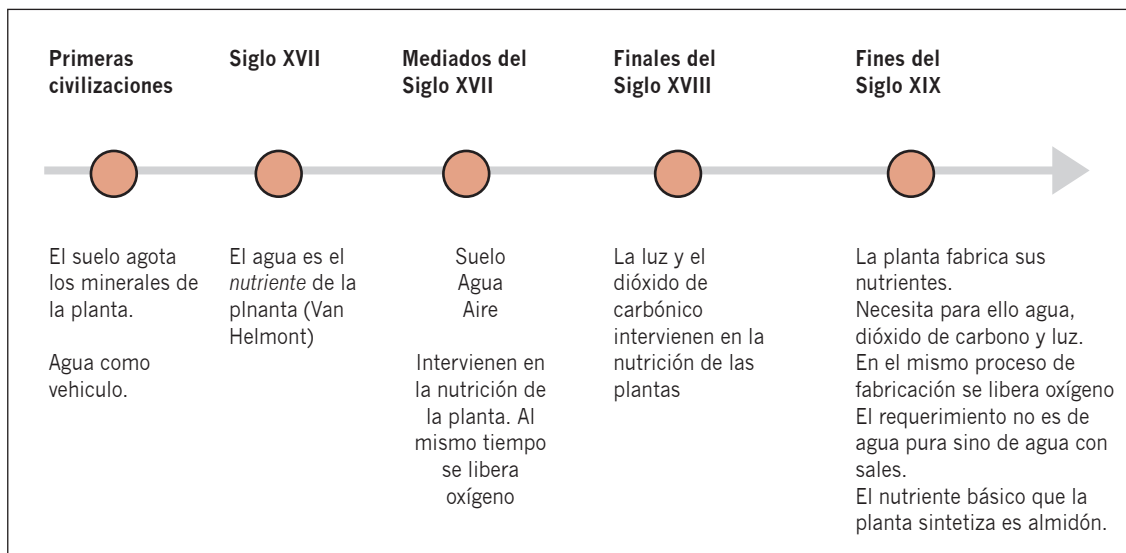 Primeras
civilizaciones
Siglo XVII
Mediados del
Siglo XVII
Finales del
Siglo XVIII
Fines del
Siglo XIX
El suelo agota
los minerales de
la planta.
Agua como
vehiculo.
El agua es el
nutriente de la
plnanta (Van
Helmont)
Suelo
Agua
Aire
Intervienen en
la nutrición de
la planta. Al
mismo tiempo
se libera
oxígeno
La luz y el
dióxido de
carbónico
intervienen en la
nutrición de las
plantas
La planta fabrica sus
nutrientes.
Necesita para ello agua,
dióxido de carbono y luz.
En el mismo proceso de
fabricación se libera oxígeno
El requerimiento no es de
agua pura sino de agua con
sales.
El nutriente básico que la
planta sintetiza es almidón.